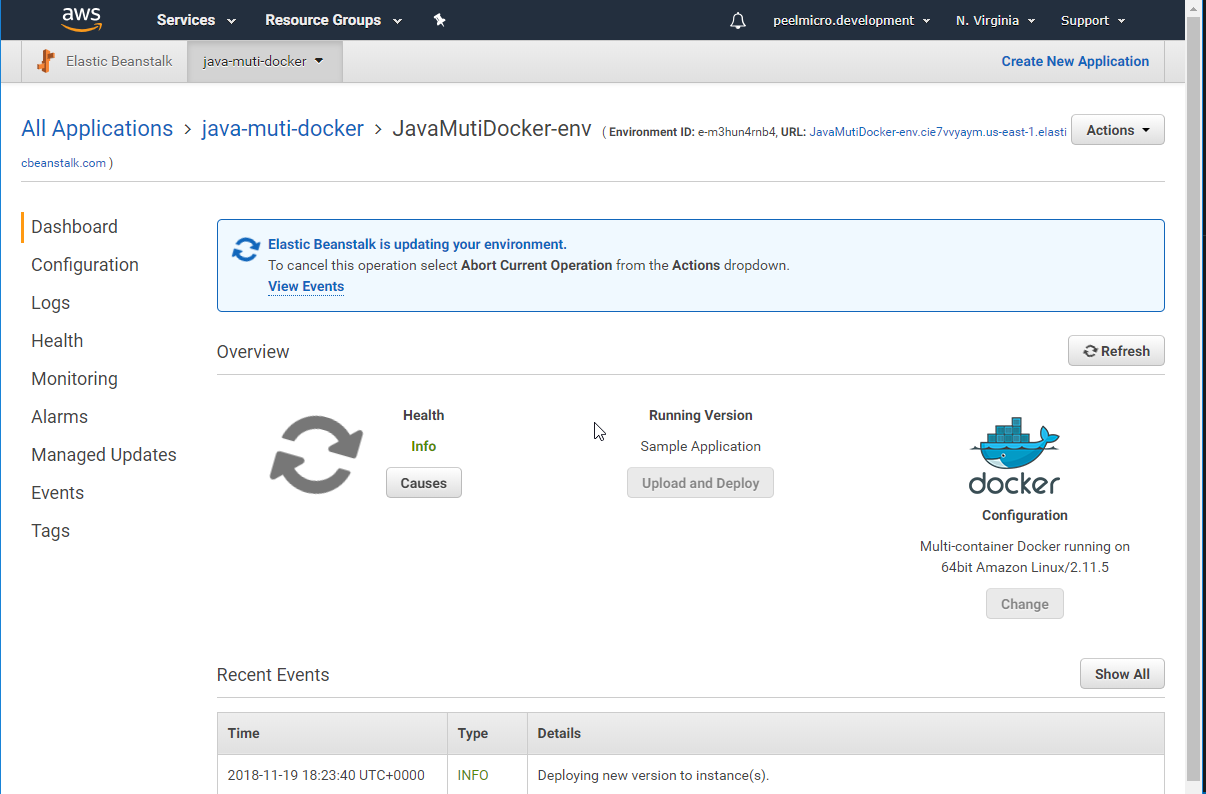 aws Services Resource Groups peelmicro.development N. Virginia Support
Elastic Beanstalk java-muti-docker Create New Application
All Applications > java-muti-docker > JavaMutiDocker-env ( Environment ID: e-m3hun4rnb4, URL: JavaMutiDocker-env.cie7vvyaym.us-east-1.elasti Actions
cbeanstalk.com )
Dashboard
Configuration
Logs
Health
Monitoring
Alarms
Managed Updates
Events
Tags
Elastic Beanstalk is updating your environment.
To cancel this operation select Abort Current Operation from the Actions dropdown.
View Events
Overview Refresh
Health
Info
Causes
Running Version
Sample Application
Upload and Deploy
docker
Configuration
Multi-container Docker running on
64bit Amazon Linux/2.11.5
Change
Recent Events Show All
Time Type Details
2018-11-19 18:23:40 UTC+0000 INFO Deploying new version to instance(s).